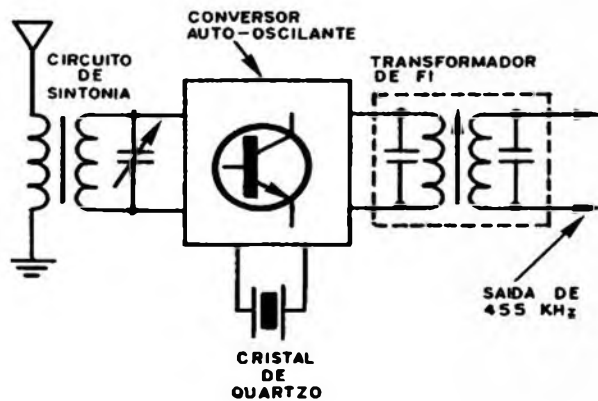 CONVERSOR
AUTO-OSCILANTE
CIRCUITO
DE
SINTONIA
TRANSFORMADOR
DE FI
SAIDA DE
455 KHz
CRISTAL
DE
QUARTZO